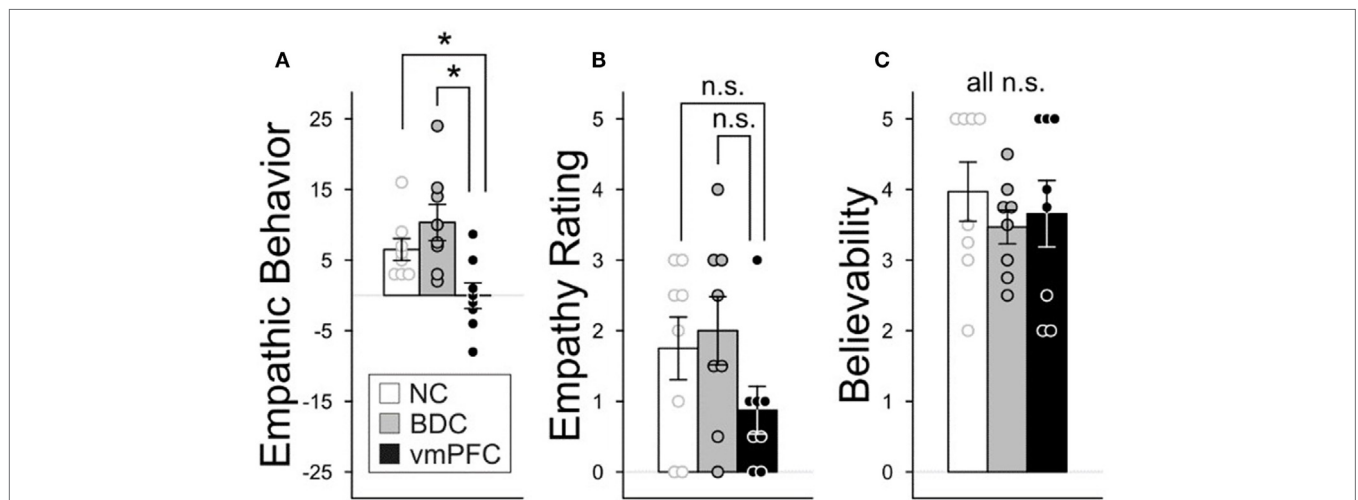 A
*
*
Empathic Behavior
25
15
5
-5
-15
-25
NC
BDC
vmPFC
B
n.s.
n.s.
Empathy Rating
5
4
3
2
1
0
C
all n.s.
Believability
5
4
3
2
1
0